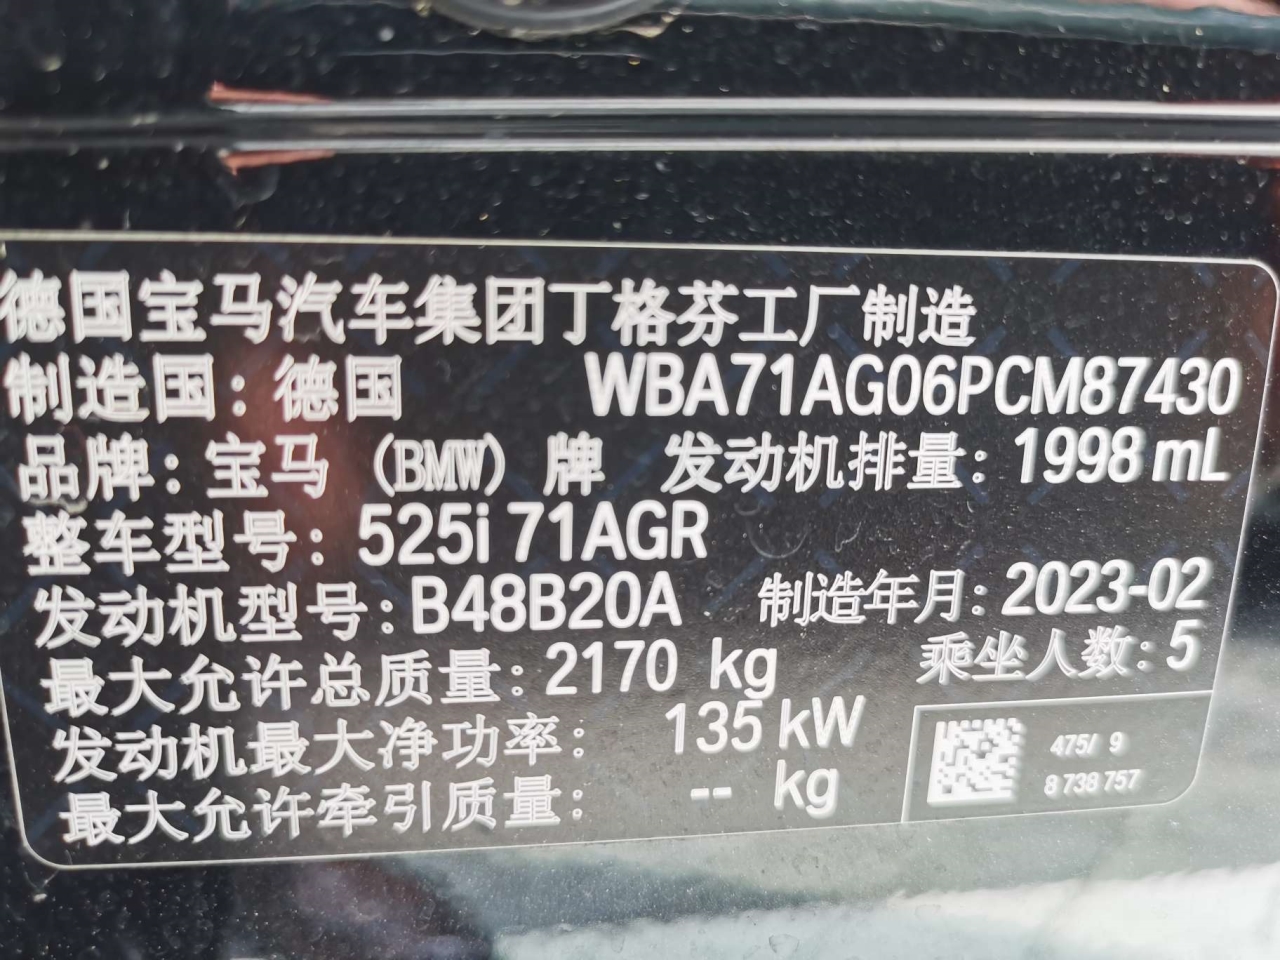 德国宝马汽车集团丁格芬工厂制造
制造国：德国 WBA71AG06PCM87430
品牌：宝马 (BMW) 牌 发动机排量：1998 mL
整车型号：525i 71AGR
发动机型号：B48B20A 制造年月：2023-02
最大允许总质量：2170 kg 乘坐人数：5
发动机最大净功率： 135 kW
最大允许牵引质量： -- kg
475/ 9
8 738 757